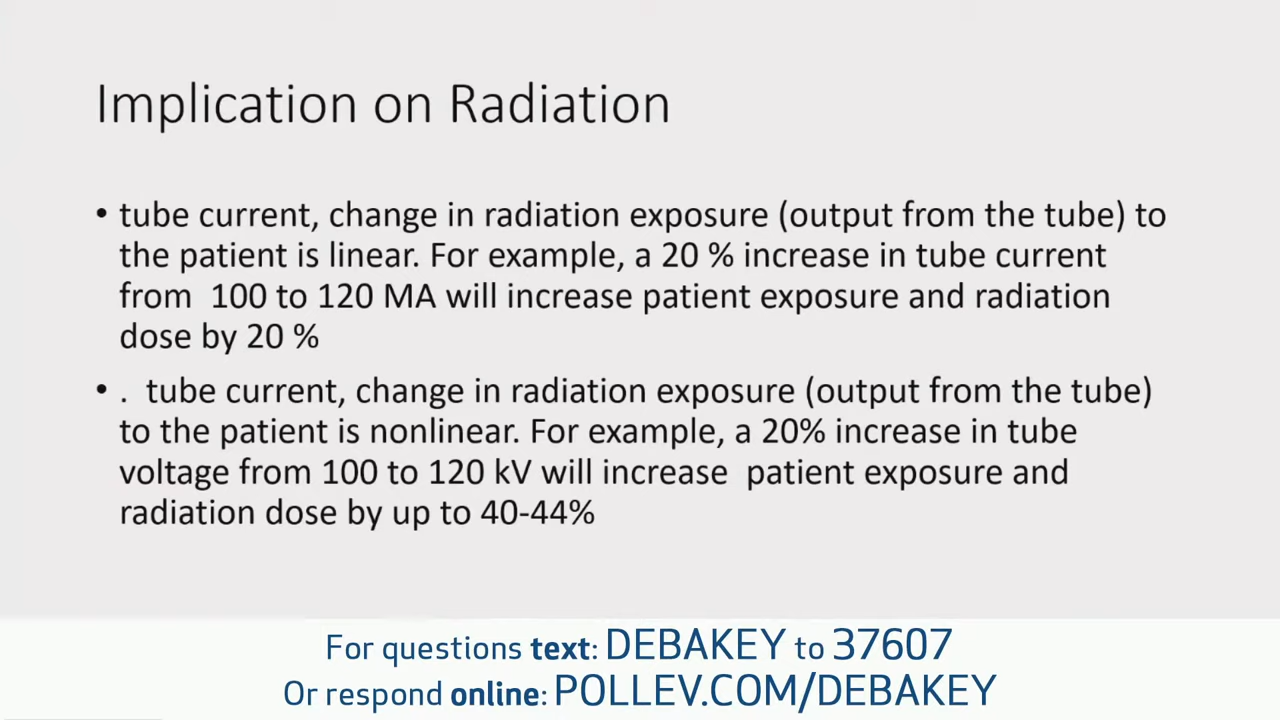 Implication on Radiation
• tube current, change in radiation exposure (output from the tube) to
the patient is linear. For example, a 20 % increase in tube current
from 100 to 120 MA will increase patient exposure and radiation
dose by 20 %
• . tube current, change in radiation exposure (output from the tube)
to the patient is nonlinear. For example, a 20% increase in tube
voltage from 100 to 120 kV will increase patient exposure and
radiation dose by up to 40-44%
For questions text: DEBAKEY to 37607
Or respond online: POLLEV.COM/DEBAKEY